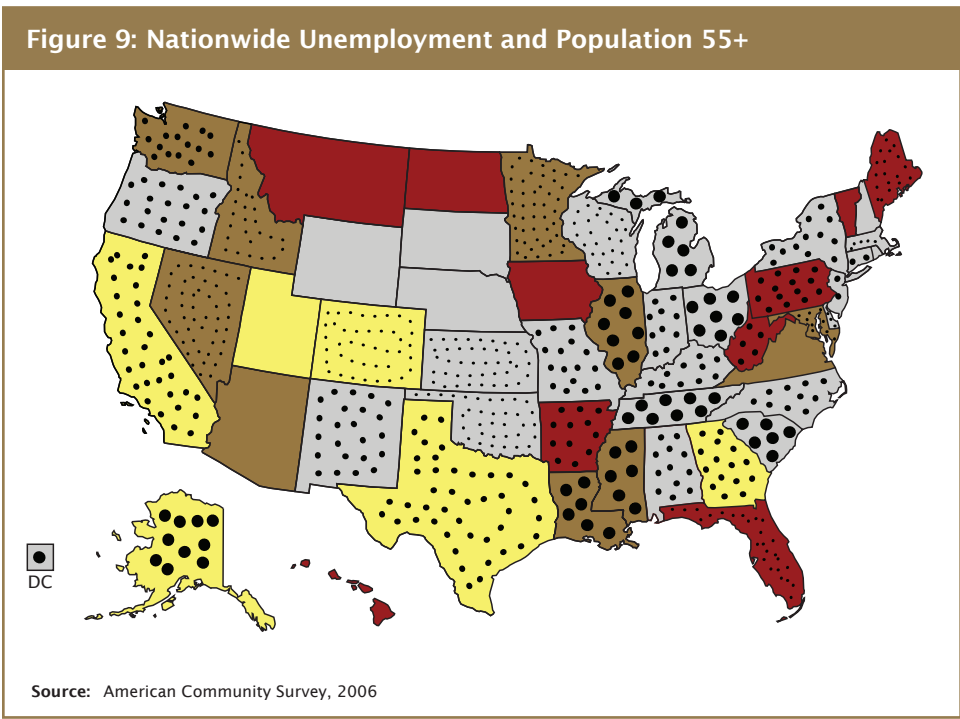 Figure 9: Nationwide Unemployment and Population 55+
DC
Source: American Community Survey, 2006